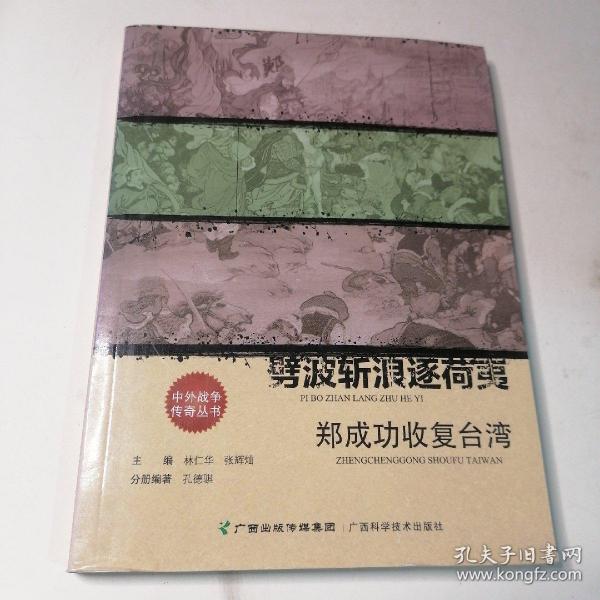 郑
劈波斩浪逐荷夷
PI BO ZHAN LANG ZHU HE YI
中外战争
传奇丛书
郑成功收复台湾
ZHENGCHENGGONG SHOUFU TAIWAN
主 编 林仁华 张辉灿
分册编著 孔德骐
广西出版传媒集团 | 广西科学技术出版社
孔夫子旧书网
www.kongfz.com